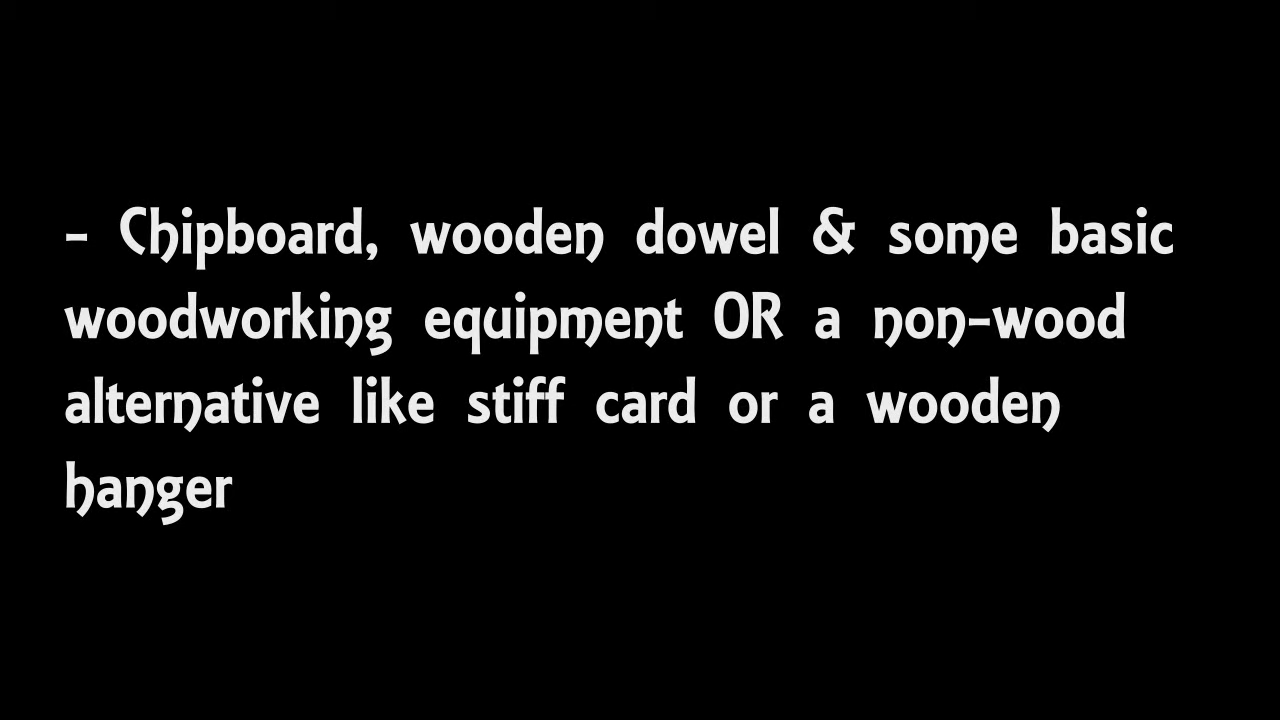 - Chipboard, wooden dowel & some basic
woodworking equipment OR a non-wood
alternative like stiff card or a wooden
hanger